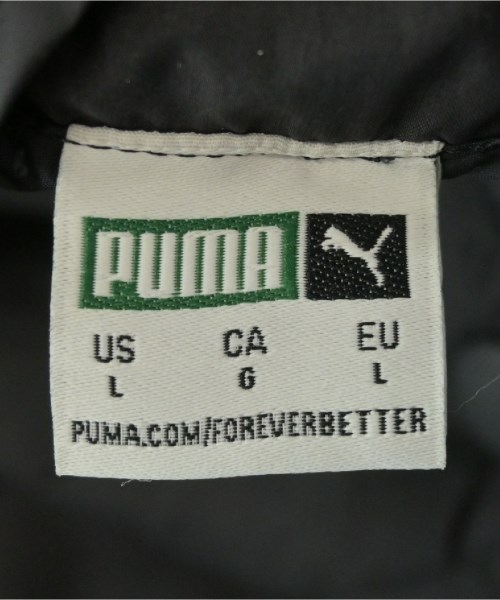 PUMA
US CA EU
L G L
PUMA.COM/FOREVERBETTER